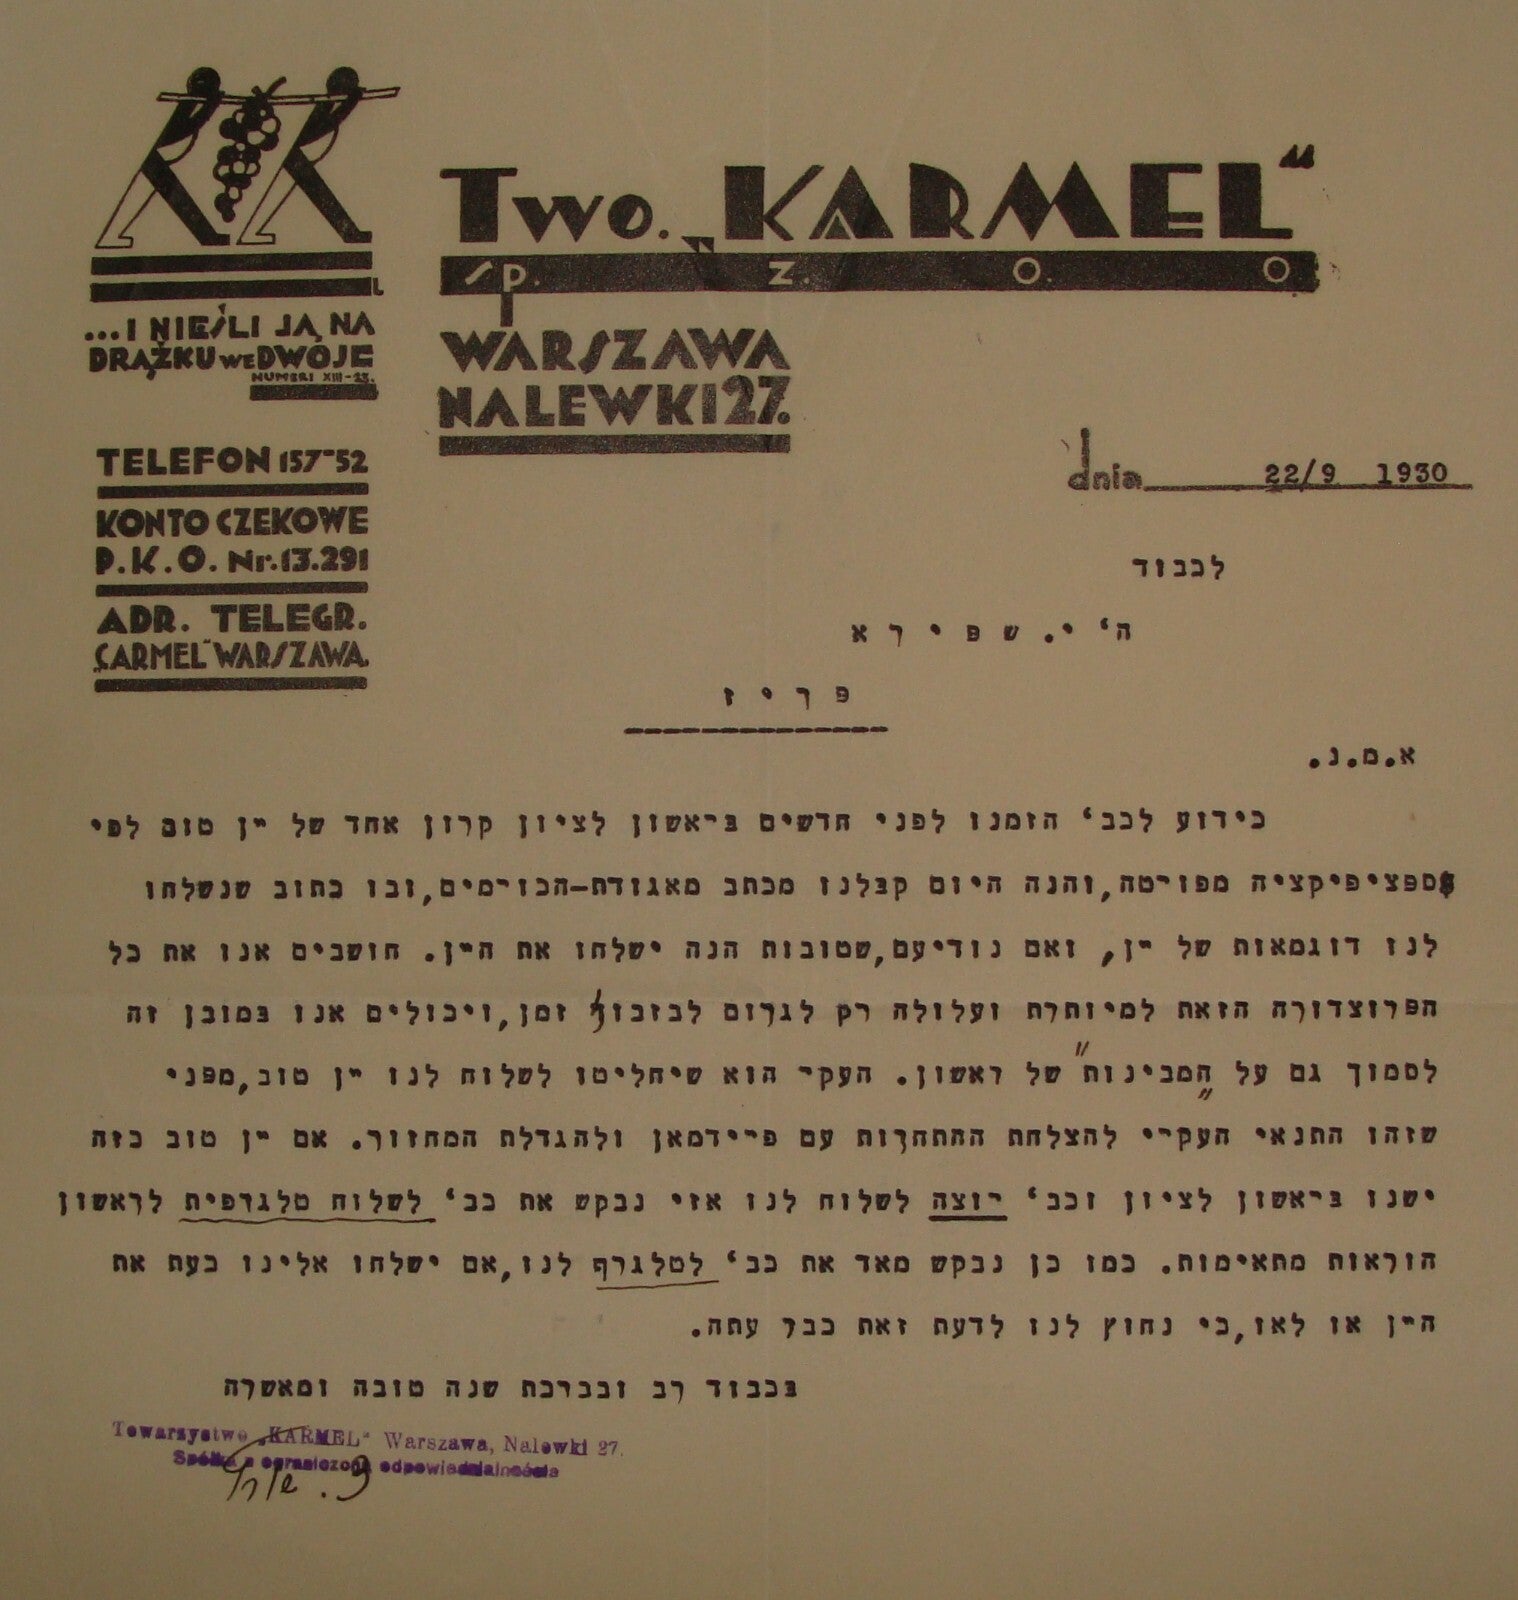 Two. „KARMEL"
sp. z. o. o
WARSZAWA
NALEWKI 27.
...I NIEŚLI JĄ NA
DRĄŻKU WE DWÓJE
NUMERI XIII-23.
TELEFON 157-52
KONTO CZEKOWE
P.K.O. Nr. 13.291
ADR. TELEGR.
„CARMEL" WARSZAWA.
dnia 22/9 1930
לכבוד
ה' י. שפירא
פריז
א.מ.נ.
כידוע לכב' הזמנו לפני חדשים בראשון לציון קרון אחד של יין טוב לפי
ספציפיקציה מפורטה,והנה היום קבלנו מכתב מאגודת-הכורמים,ובו כתוב שנשלחו
לנו דוגמאות של יין, ואם נודיעם,שטובות הנה ישלחו את היין. חושבים אנו את כל
הפרוצדורה הזאת למיותרת ועלולה רק לגרום לבזבוז זמן,ויכולים אנו במובן זה
לסמוך גם על "המבינות" של ראשון. העקר הוא שיחליטו לשלוח לנו יין טוב,מפני
שזהו התנאי העקרי להצלחת ההתחרות עם פרידמאן ולהגדלת המחזור. אם יין טוב כזה
ישנו בראשון לציון וכב' רוצה לשלוח לנו אזי נבקש את כב' לשלוח טלגרפית לראשון
הוראות מתאימות. כמו כן נבקש מאד את כב' לטלגרף לנו,אם ישלחו אלינו כעת את
היין או לאו,כי נחוץ לנו לדעת זאת כבר עתה.
בכבוד רב ובברכת שנה טובה ומאשרה
Towarzystwo „KARMEL" Warszawa, Nalewki 27.
Spółka z ograniczoną odpowiedzialnością